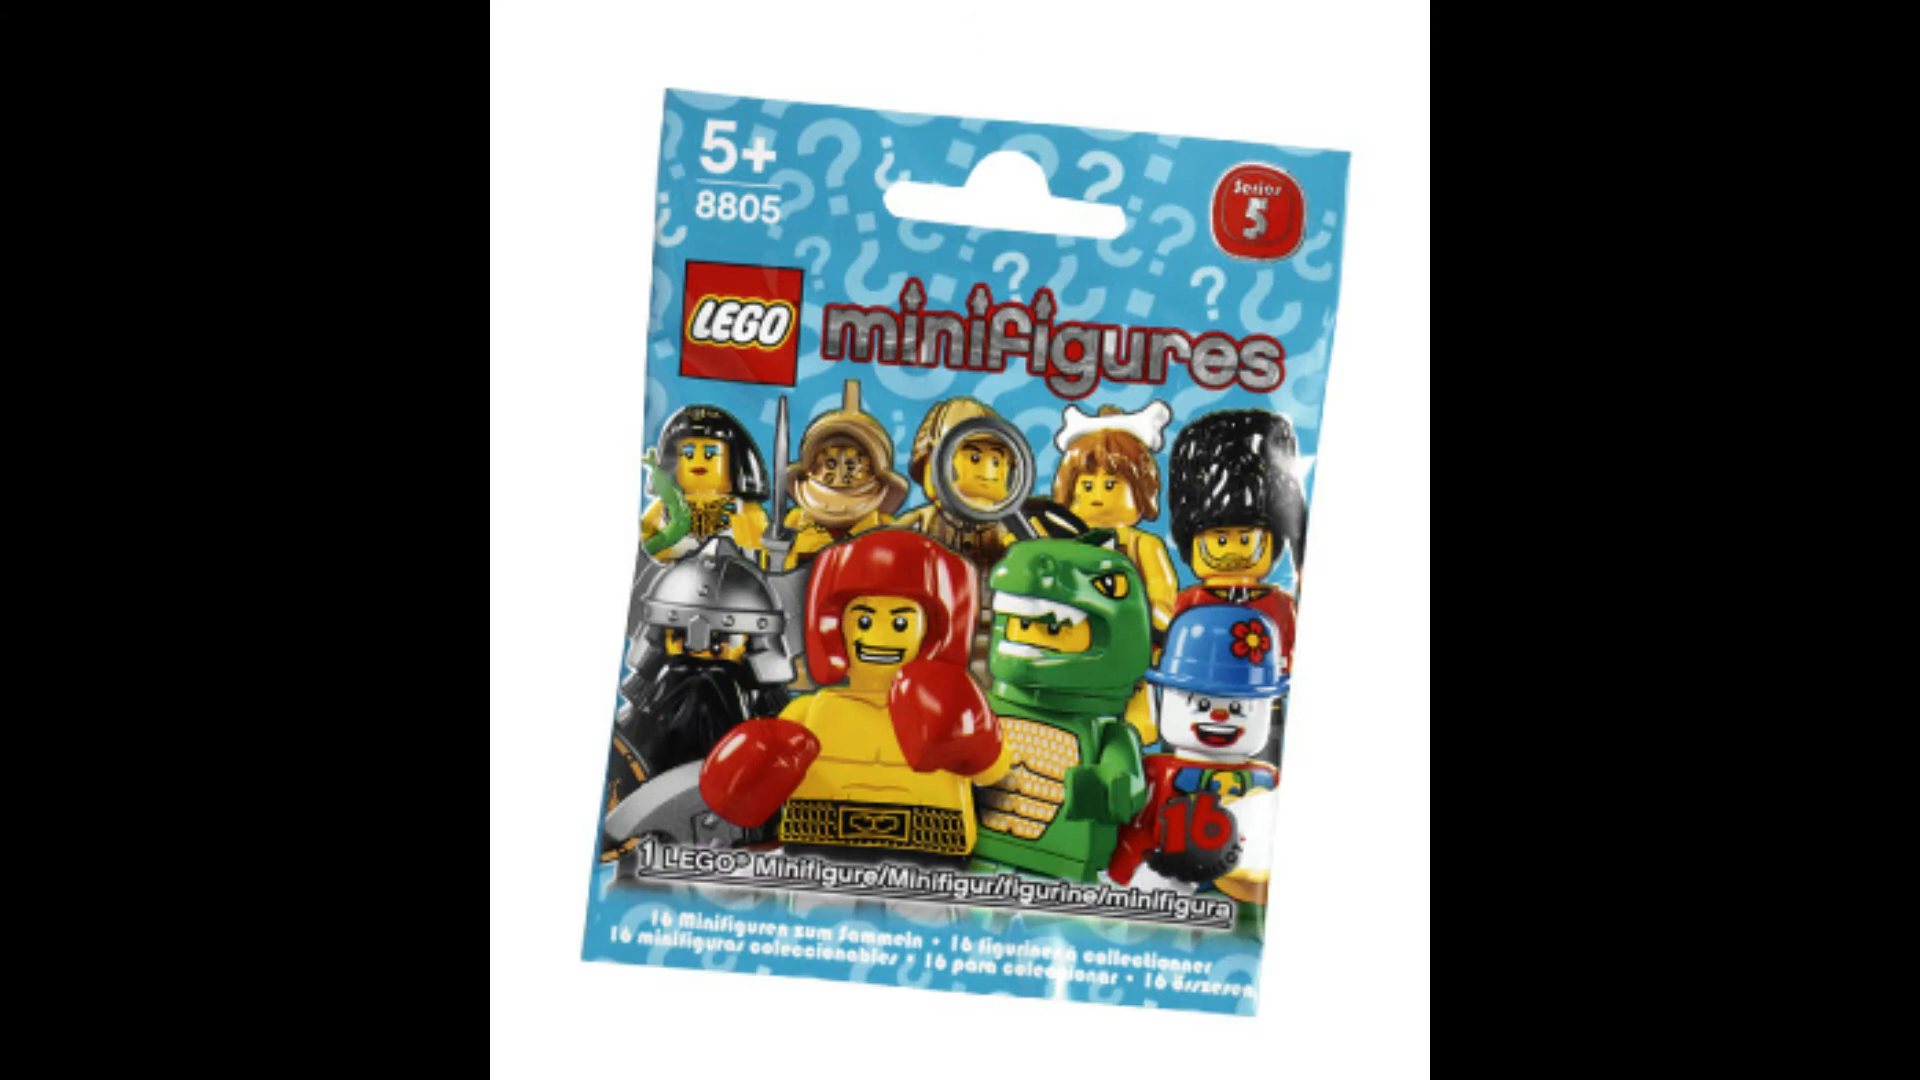 5+
8805
Series
5
LEGO
minifigures
16
1 LEGO® Minifigure/Minifigur/figurine/minifigura
16 Minifiguren zum Sammeln • 16 figurines à collectionner
16 minifiguras coleccionables • 16 para colecionar • 16 összesen